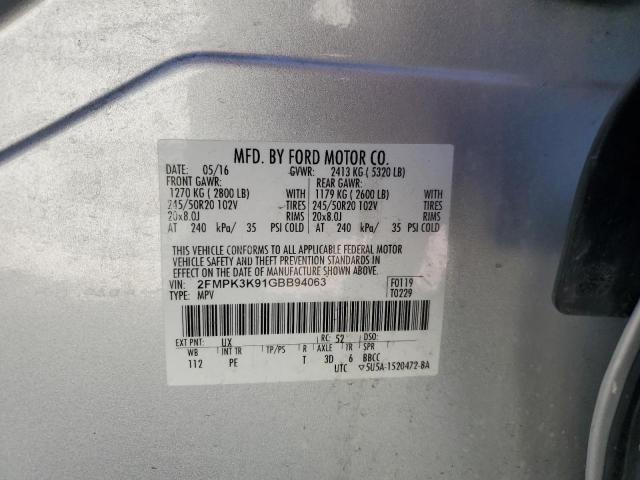 MFD. BY FORD MOTOR CO.
DATE: 05/16 GVWR: 2413 KG ( 5320 LB)
FRONT GAWR: REAR GAWR:
1270 KG ( 2800 LB) WITH 1179 KG ( 2600 LB) WITH
245/50R20 102V TIRES 245/50R20 102V TIRES
20x8.0J RIMS 20x8.0J RIMS
AT 240 kPa/ 35 PSI COLD AT 240 kPa/ 35 PSI COLD
THIS VEHICLE CONFORMS TO ALL APPLICABLE FEDERAL MOTOR
VEHICLE SAFETY AND THEFT PREVENTION STANDARDS IN
EFFECT ON THE DATE OF MANUFACTURE SHOWN ABOVE.
VIN: 2FMPK3K91GBB94063 F0119
TYPE: MPV T0229
EXT PNT: UX RC: 52 DSO:
WB INT TR TP/PS R AXLE TR SPR
112 PE T 3D 6 BBCC
UTC ▽5U5A-1520472-BA